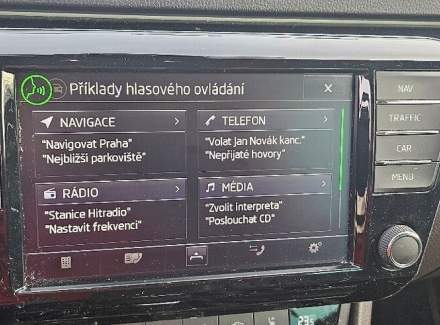 Příklady hlasového ovládání
×
NAVIGACE
"Navigovat Praha"
"Nejbližší parkoviště"
TELEFON
"Volat Jan Novák kanc."
"Nepřijaté hovory"
RÁDIO
"Stanice Hitradio"
"Nastavit frekvenci"
MÉDIA
"Zvolit interpreta"
"Poslouchat CD"
NAV
TRAFFIC
CAR
MENU